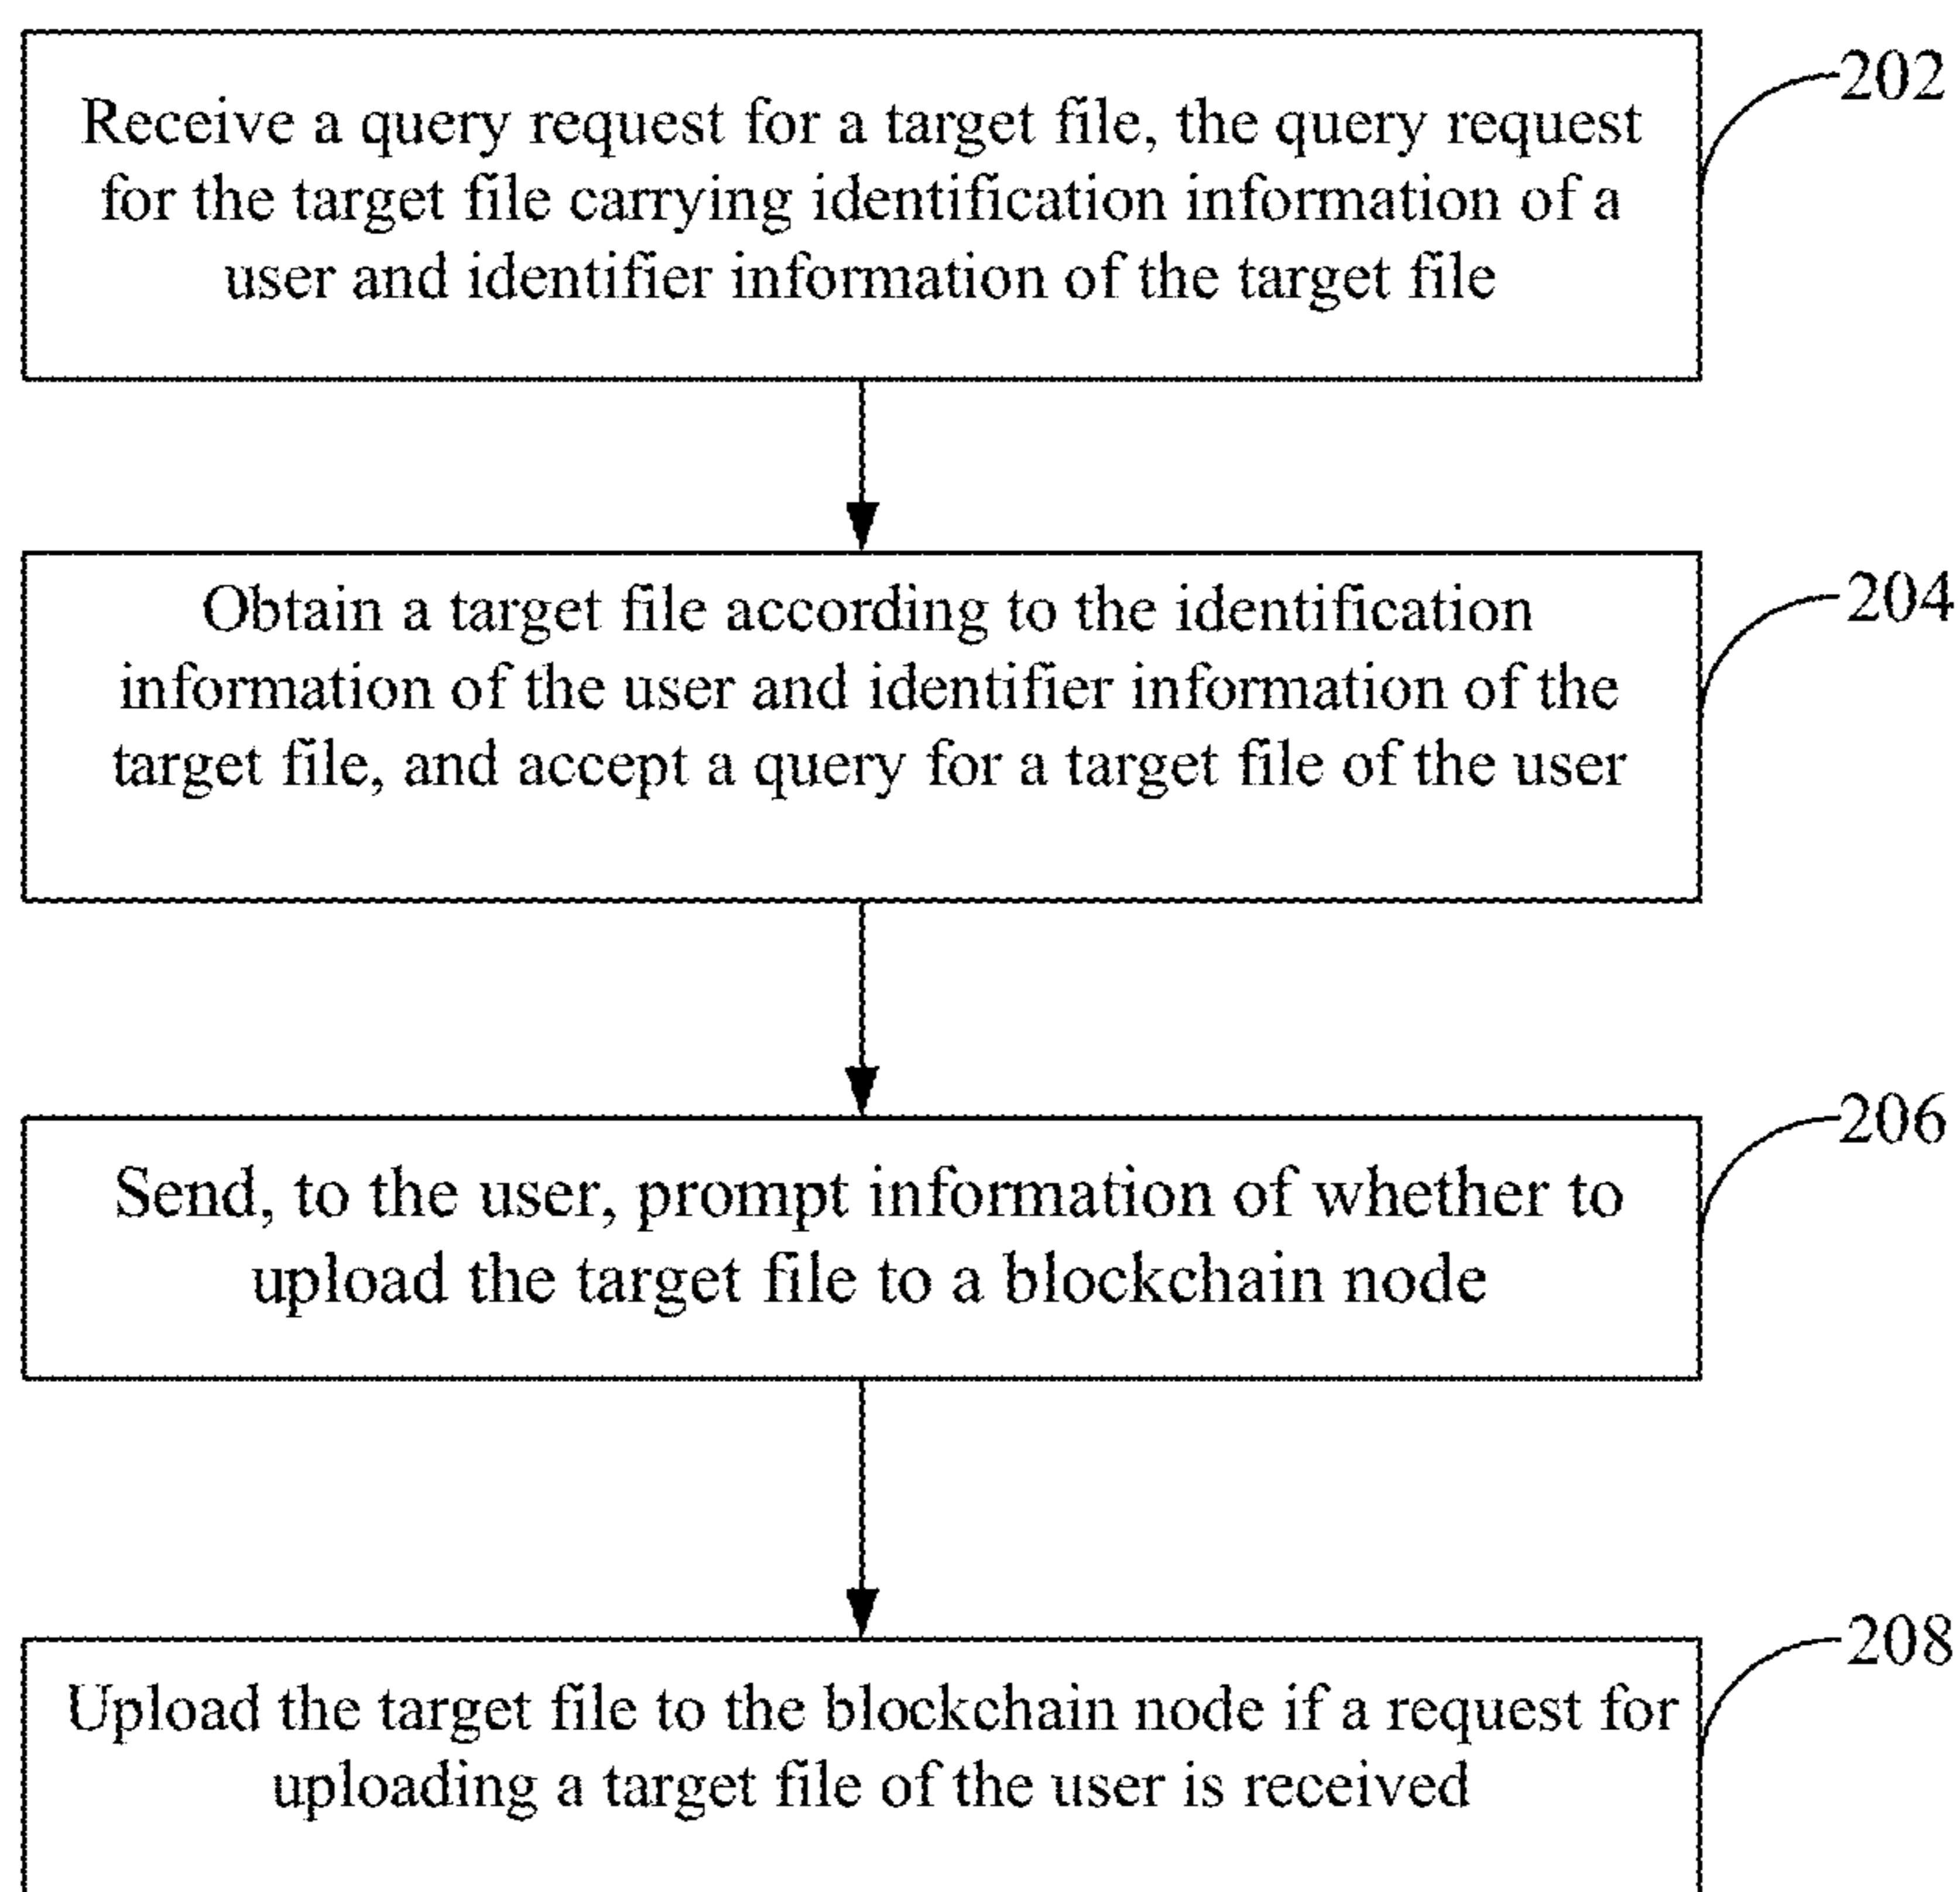 Receive a query request for a target file, the query request
for the target file carrying identification information of a
user and identifier information of the target file
202
Obtain a target file according to the identification
information of the user and identifier information of the
target file, and accept a query for a target file of the user
204
Send, to the user, prompt information of whether to
upload the target file to a blockchain node
206
Upload the target file to the blockchain node if a request for
uploading a target file of the user is received
208